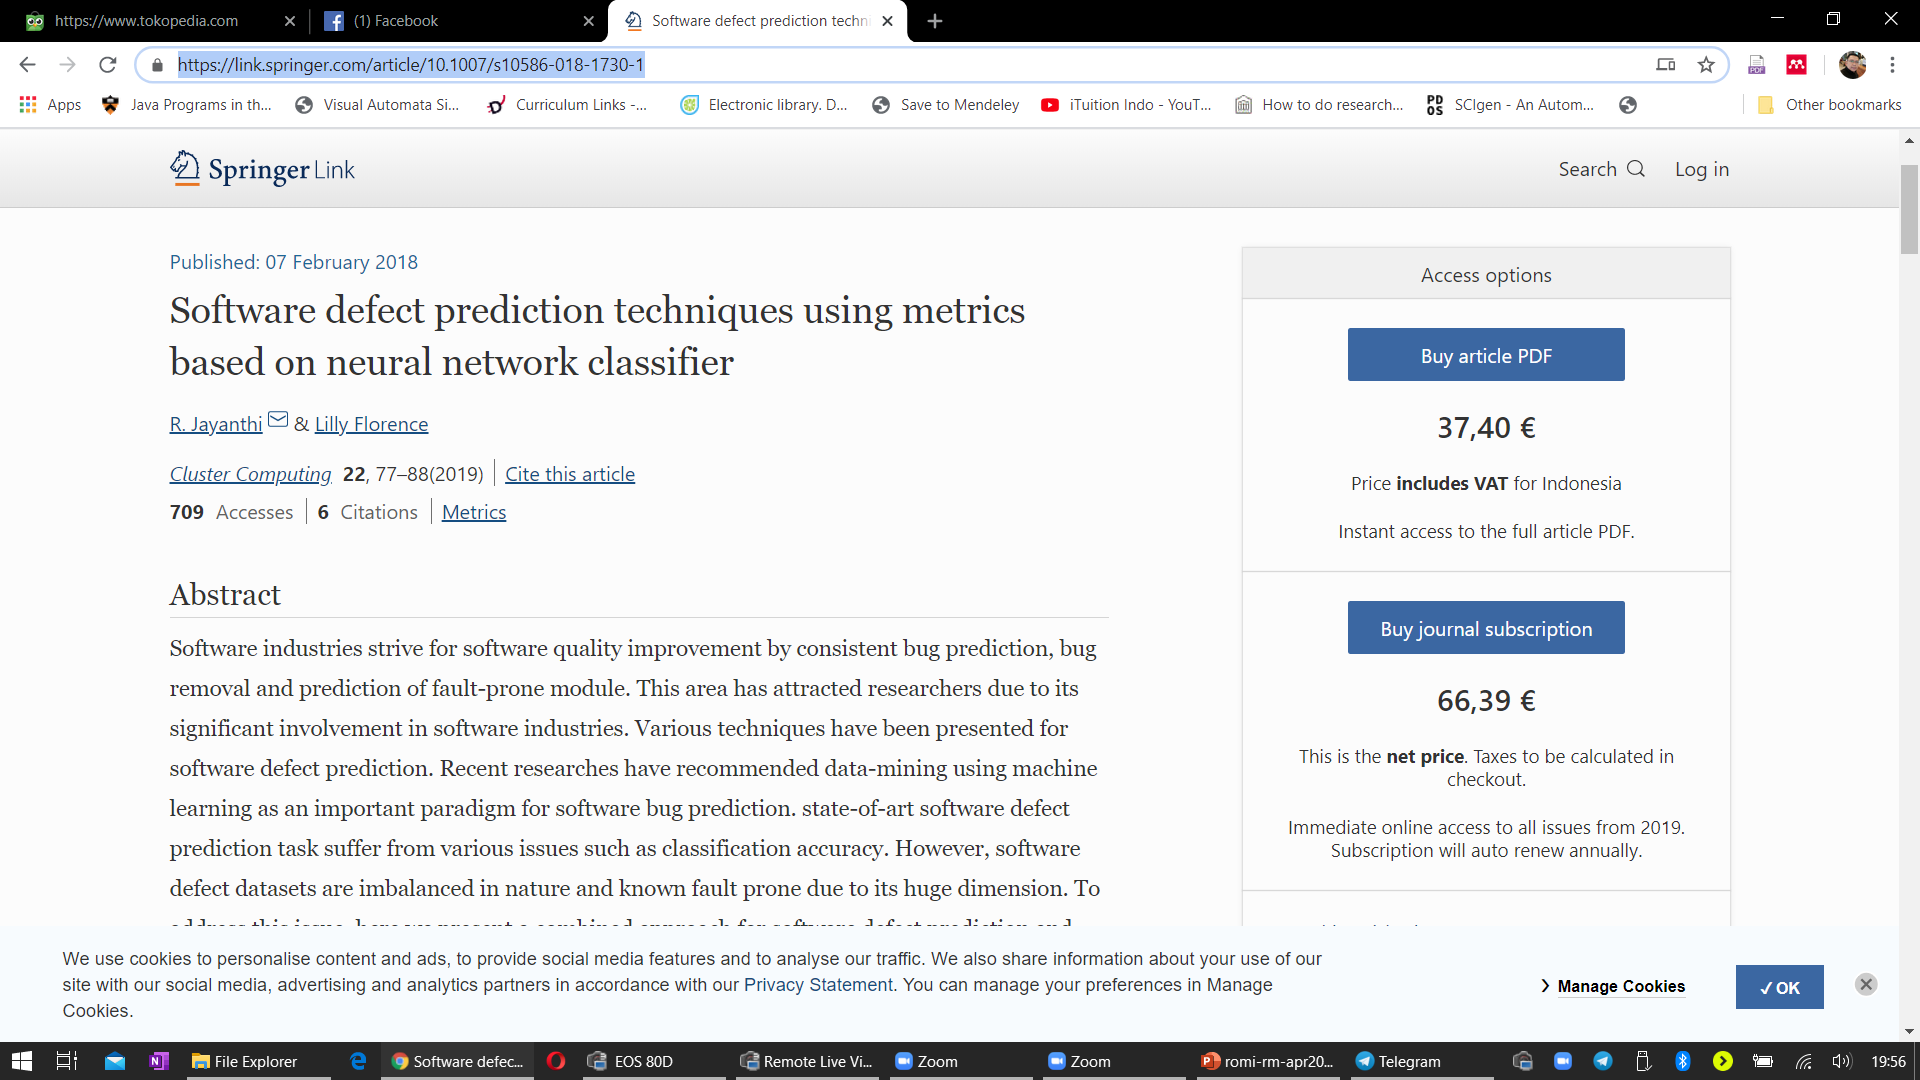 https://www.tokopedia.com
(1) Facebook
Software defect prediction techn
https://link.springer.com/article/10.1007/s10586-018-1730-1
Apps
Java Programs in th...
Visual Automata Si...
Curriculum Links -...
Electronic library. D...
Save to Mendeley
iTuition Indo - YouT...
How to do research...
PD OS
SCIgen - An Autom...
Other bookmarks
Springer Link
Search
Log in
Published: 07 February 2018
Software defect prediction techniques using metrics
based on neural network classifier
R. Jayanthi & Lilly Florence
Cluster Computing 22, 77–88(2019) | Cite this article
709 Accesses | 6 Citations | Metrics
Abstract
Software industries strive for software quality improvement by consistent bug prediction, bug
removal and prediction of fault-prone module. This area has attracted researchers due to its
significant involvement in software industries. Various techniques have been presented for
software defect prediction. Recent researches have recommended data-mining using machine
learning as an important paradigm for software bug prediction. state-of-art software defect
prediction task suffer from various issues such as classification accuracy. However, software
defect datasets are imbalanced in nature and known fault prone due to its huge dimension. To
address this issue, here we present a combined approach for software defect prediction and
Access options
Buy article PDF
37,40 €
Price includes VAT for Indonesia
Instant access to the full article PDF.
Buy journal subscription
66,39 €
This is the net price. Taxes to be calculated in
checkout.
Immediate online access to all issues from 2019.
Subscription will auto renew annually.
We use cookies to personalise content and ads, to provide social media features and to analyse our traffic. We also share information about your use of our
site with our social media, advertising and analytics partners in accordance with our Privacy Statement. You can manage your preferences in Manage
Cookies.
Manage Cookies
✓ OK
File Explorer
Software defec...
EOS 80D
Remote Live Vi...
Zoom
Zoom
romi-rm-apr20...
Telegram
19:56